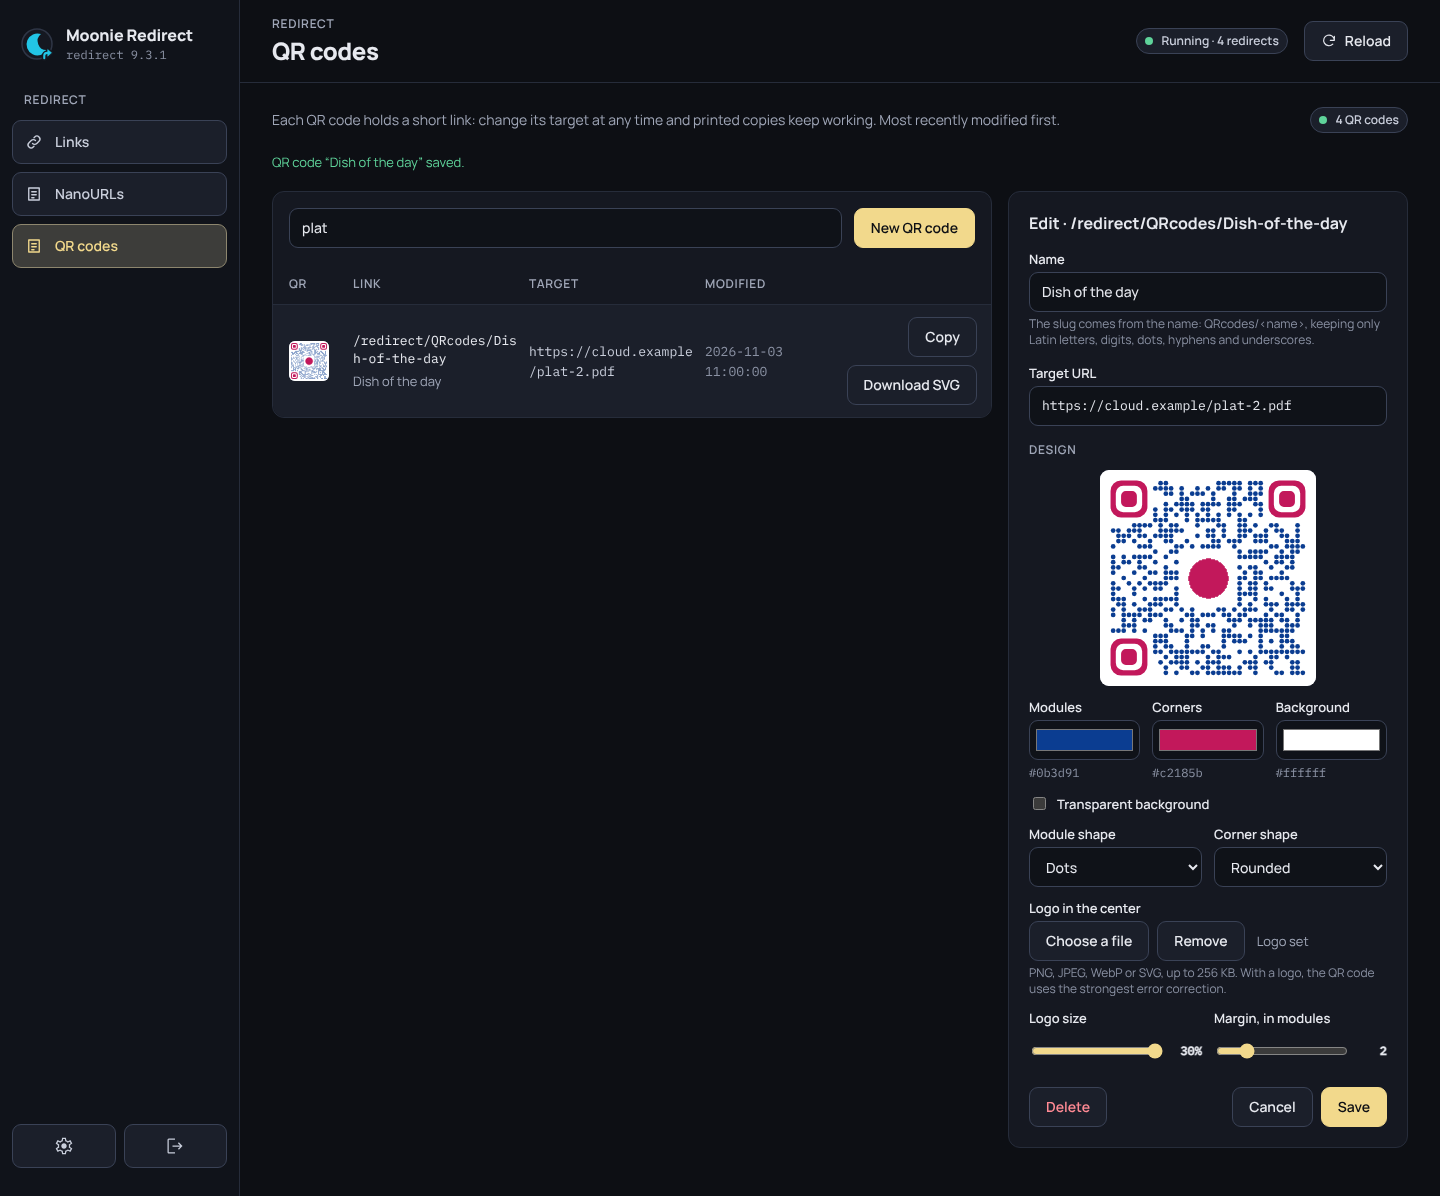 Moonie Redirect
redirect 9.3.1
REDIRECT
Links
NanoURLs
QR codes
REDIRECT
QR codes
Running · 4 redirects
Reload
Each QR code holds a short link: change its target at any time and printed copies keep working. Most recently modified first.
4 QR codes
QR code “Dish of the day” saved.
plat
New QR code
QR
LINK
TARGET
MODIFIED
/redirect/QRcodes/Dis
h-of-the-day
Dish of the day
https://cloud.example
/plat-2.pdf
2026-11-03
11:00:00
Copy
Download SVG
Edit · /redirect/QRcodes/Dish-of-the-day
Name
Dish of the day
The slug comes from the name: QRcodes/<name>, keeping only
Latin letters, digits, dots, hyphens and underscores.
Target URL
https://cloud.example/plat-2.pdf
DESIGN
Modules
Corners
Background
#0b3d91
#c2185b
#ffffff
Transparent background
Module shape
Corner shape
Dots
Rounded
Logo in the center
Choose a file
Remove
Logo set
PNG, JPEG, WebP or SVG, up to 256 KB. With a logo, the QR code
uses the strongest error correction.
Logo size
Margin, in modules
30%
2
Delete
Cancel
Save